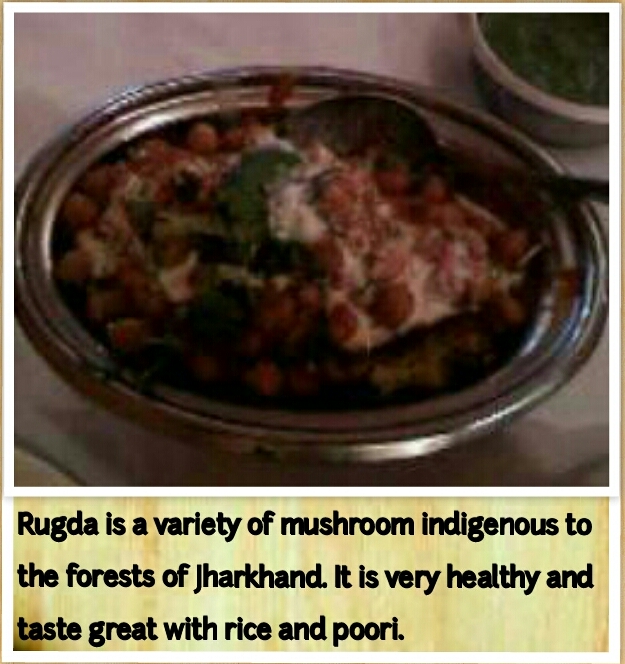 Rugda is a variety of mushroom indigenous to
the forests of Jharkhand. It is very healthy and
taste great with rice and poori.